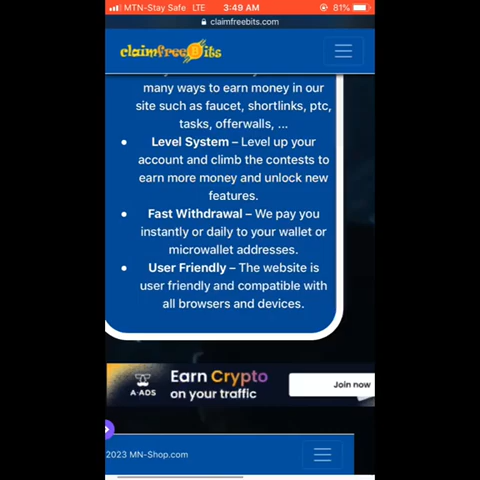 MTN-Stay Safe LTE 3:49 AM 81%
claimfreebits.com
claimfreebits
many ways to earn money in our
site such as faucet, shortlinks, ptc,
tasks, offerwalls, ...
• Level System – Level up your
account and climb the contests to
earn more money and unlock new
features.
• Fast Withdrawal – We pay you
instantly or daily to your wallet or
microwallet addresses.
• User Friendly – The website is
user friendly and compatible with
all browsers and devices.
A-ADS
Earn Crypto
on your traffic
Join now
2023 MN-Shop.com